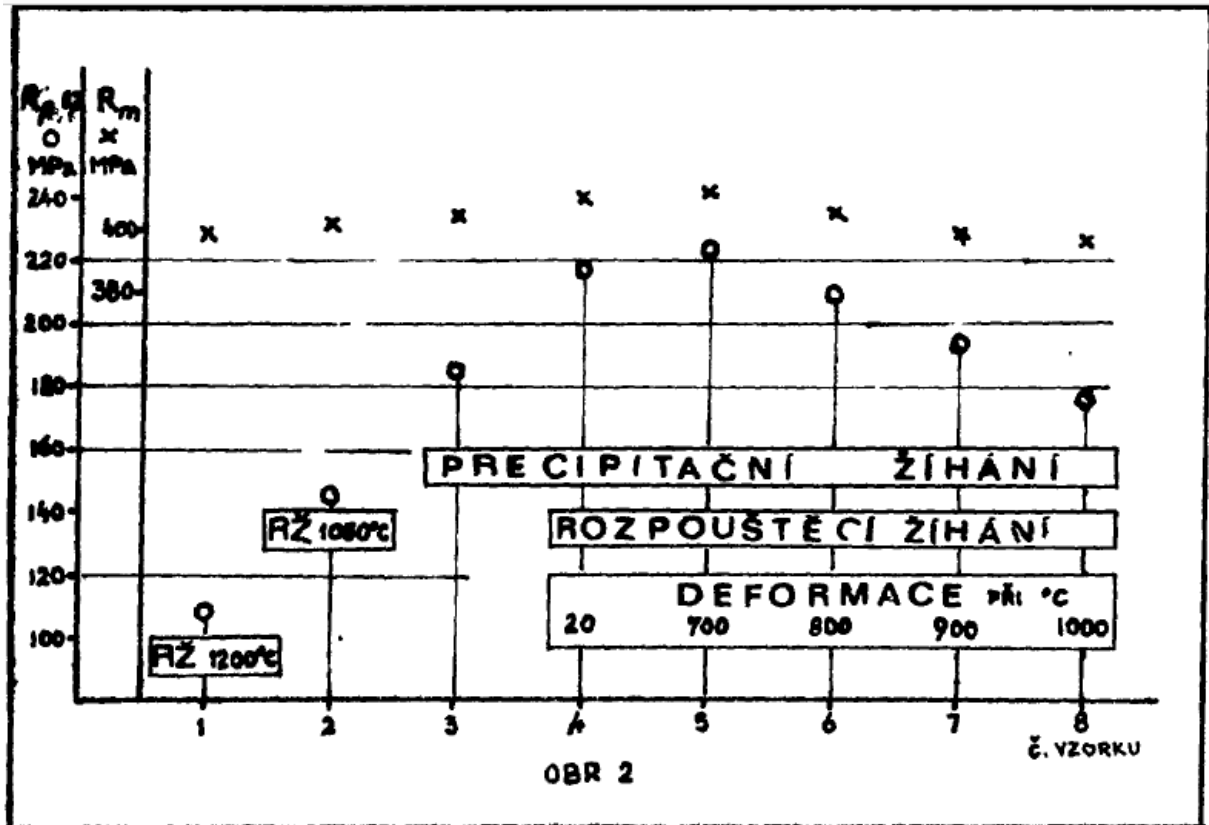 Rm
o x
MPa MPa
240
400
220
380
200
180
160
140
120
100
PRECIPITAČNÍ ŽÍHÁNÍ
ROZPOUŠTĚCÍ ŽÍHÁNÍ
DEFORMACE PŘI °C
20 700 800 900 1000
RŽ 1050°C
RŽ 1200°C
1 2 3 4 5 6 7 8
Č. VZORKU
OBR 2